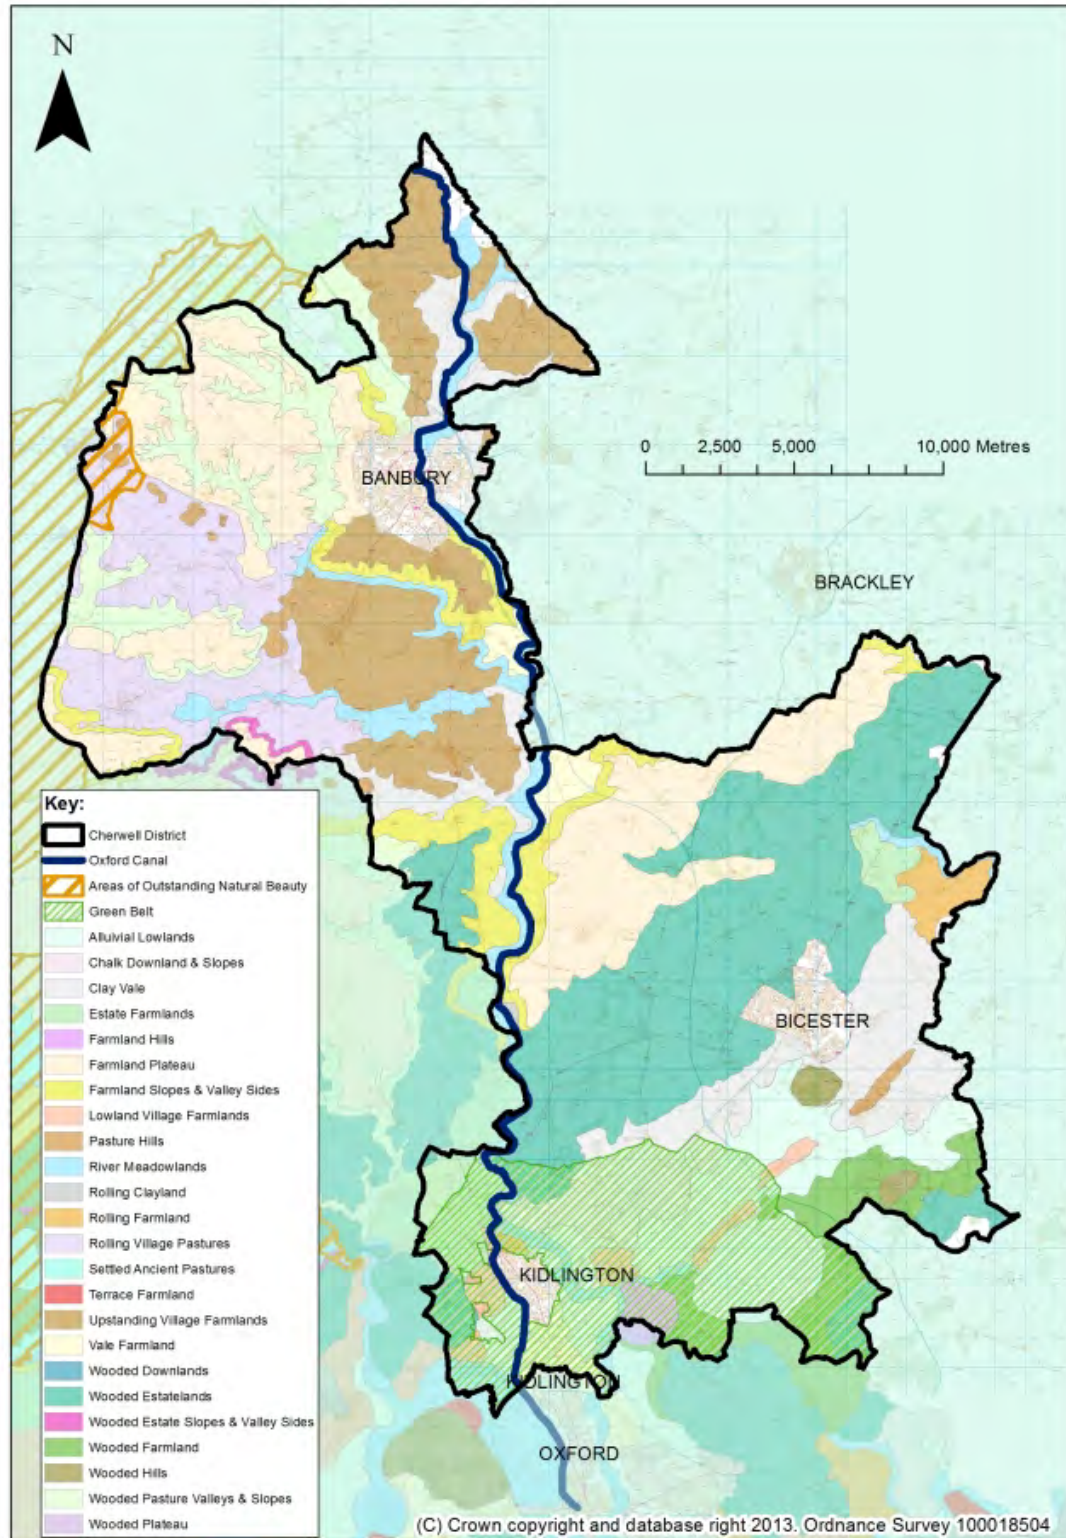 N
0 2,500 5,000 10,000 Metres
BANBURY
BRACKLEY
BICESTER
KIDLINGTON
KIDLINGTON
OXFORD
Key:
Cherwell District
Oxford Canal
Areas of Outstanding Natural Beauty
Green Belt
Alluvial Lowlands
Chalk Downland & Slopes
Clay Vale
Estate Farmlands
Farmland Hills
Farmland Plateau
Farmland Slopes & Valley Sides
Lowland Village Farmlands
Pasture Hills
River Meadowlands
Rolling Clayland
Rolling Farmland
Rolling Village Pastures
Settled Ancient Pastures
Terrace Farmland
Upstanding Village Farmlands
Vale Farmland
Wooded Downlands
Wooded Estatelands
Wooded Estate Slopes & Valley Sides
Wooded Farmland
Wooded Hills
Wooded Pasture Valleys & Slopes
Wooded Plateau
(C) Crown copyright and database right 2013. Ordnance Survey 100018504